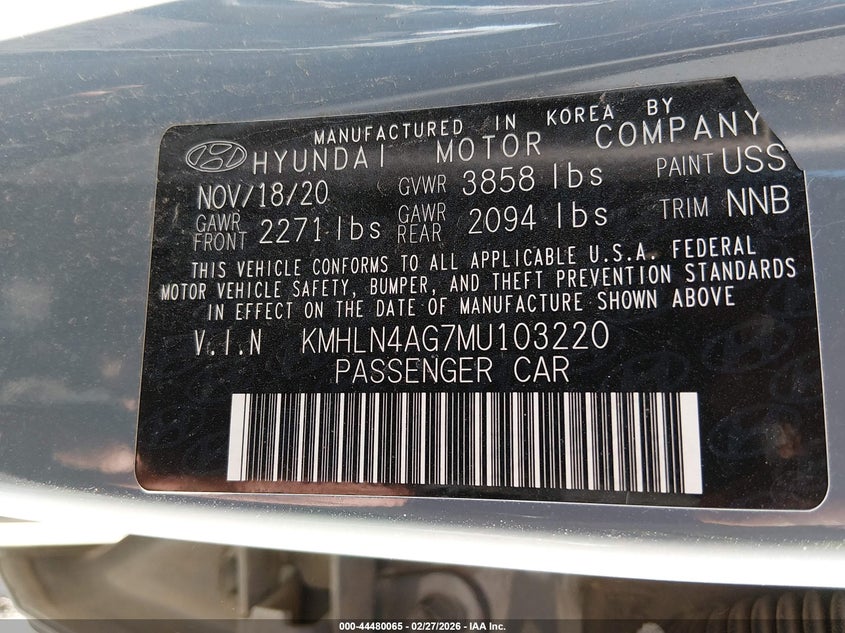 MANUFACTURED IN KOREA BY
HYUNDAI MOTOR COMPANY
NOV/18/20 GVWR 3858 lbs PAINT USS
GAWR FRONT 2271 lbs GAWR REAR 2094 lbs TRIM NNB
THIS VEHICLE CONFORMS TO ALL APPLICABLE U.S.A. FEDERAL
MOTOR VEHICLE SAFETY, BUMPER, AND THEFT PREVENTION STANDARDS
IN EFFECT ON THE DATE OF MANUFACTURE SHOWN ABOVE
V.I.N KMHLN4AG7MU103220
PASSENGER CAR
000-44480065 - 02/27/2026 - IAA Inc.